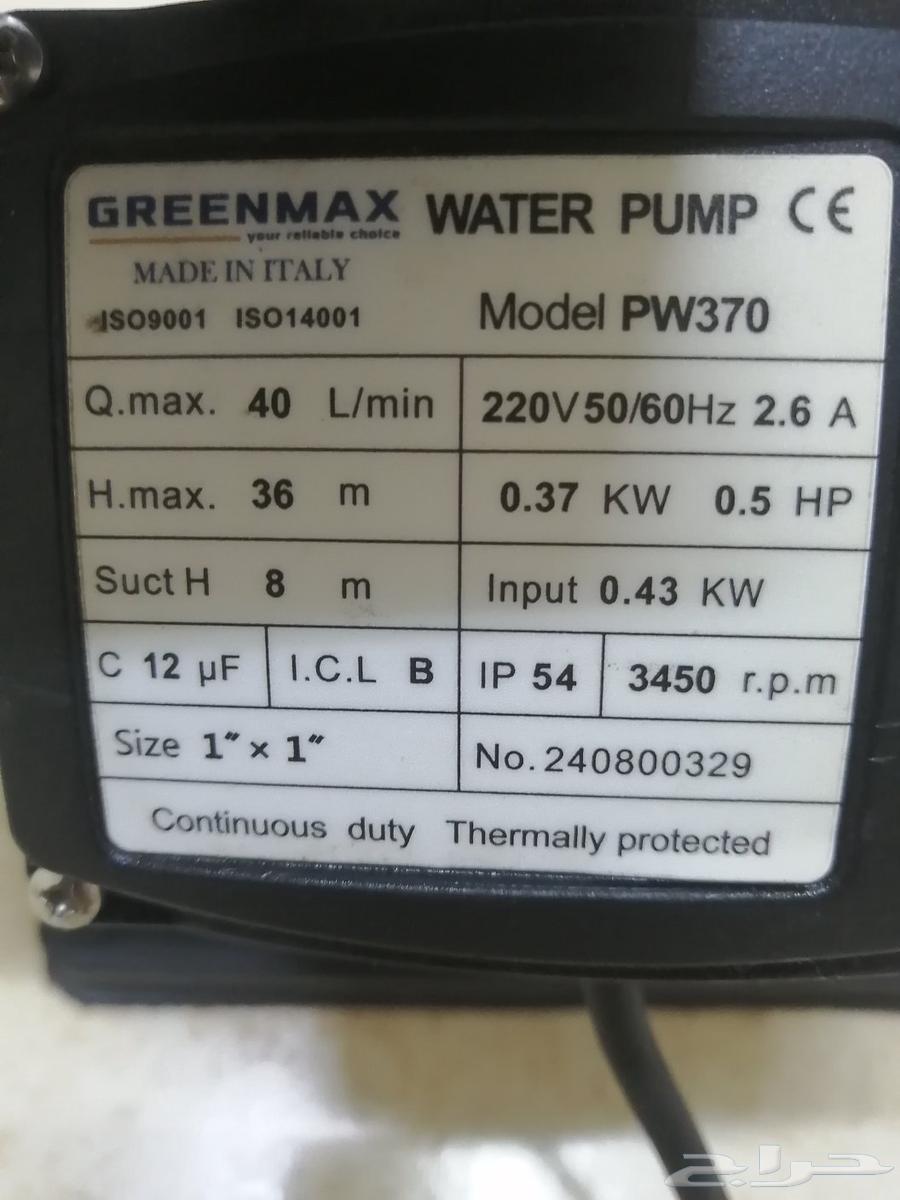 GREENMAX WATER PUMP CE
your reliable choice
MADE IN ITALY
ISO9001 ISO14001 Model PW370
Q.max. 40 L/min 220V 50/60Hz 2.6 A
H.max. 36 m 0.37 KW 0.5 HP
Suct H 8 m Input 0.43 KW
C 12 µF I.C.L B IP 54 3450 r.p.m
Size 1″ × 1″ No. 240800329
Continuous duty Thermally protected
حراج